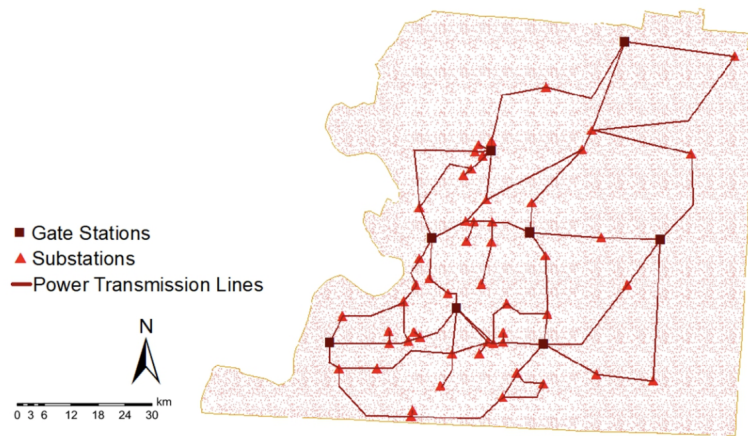 Gate Stations
Substations
Power Transmission Lines
N
km
0 3 6 12 18 24 30